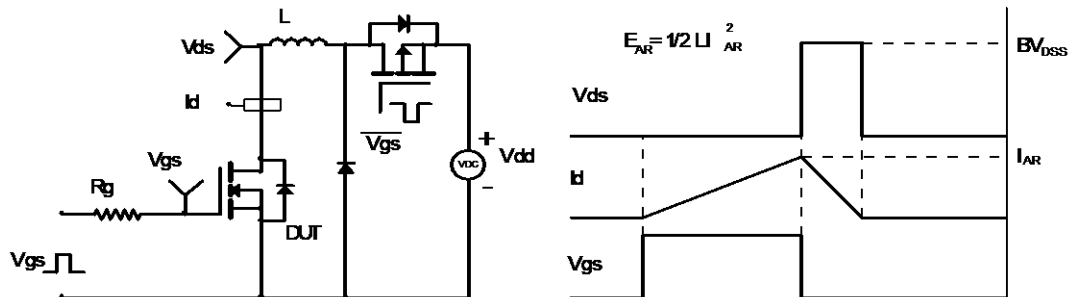 L
Vds
Id
Vgs
Vgs
+
VDC
Vdd
-
Rg
DUT
Vgs
E AR = 1/2 LI AR 2
BVDSS
Vds
IAR
Id
Vgs